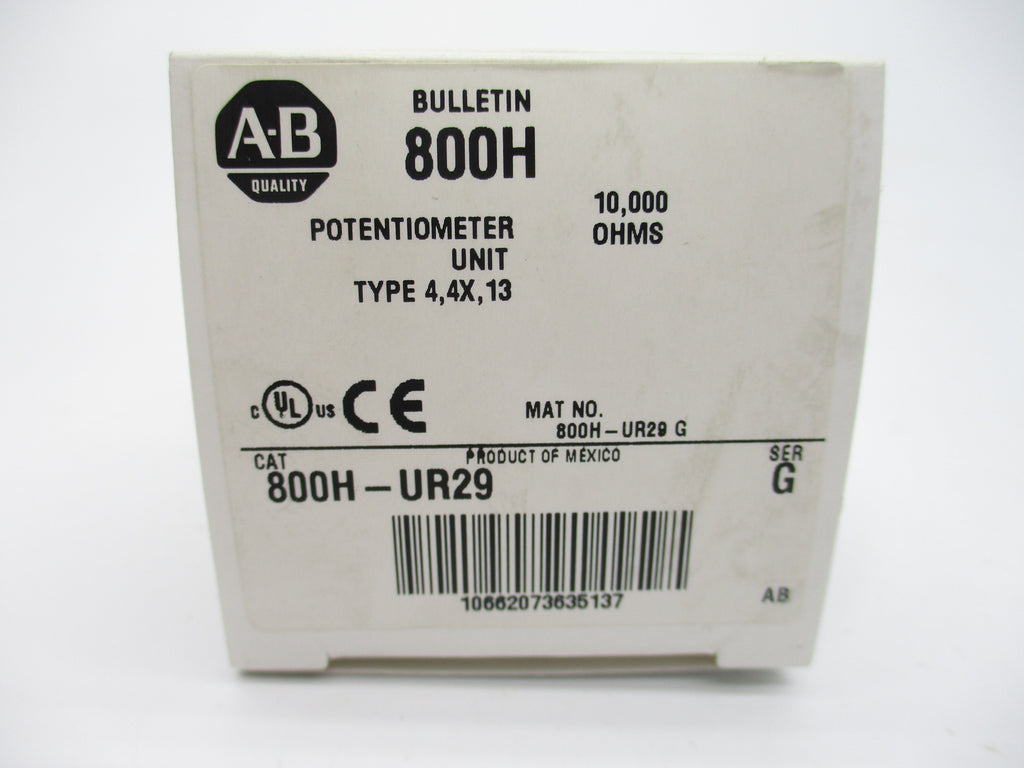 A-B
QUALITY
BULLETIN
800H
POTENTIOMETER
UNIT
TYPE 4,4X,13
10,000
OHMS
C UL US CE
MAT NO.
800H-UR29 G
PRODUCT OF MEXICO
CAT
800H-UR29
SER
G
10662073635137
AB